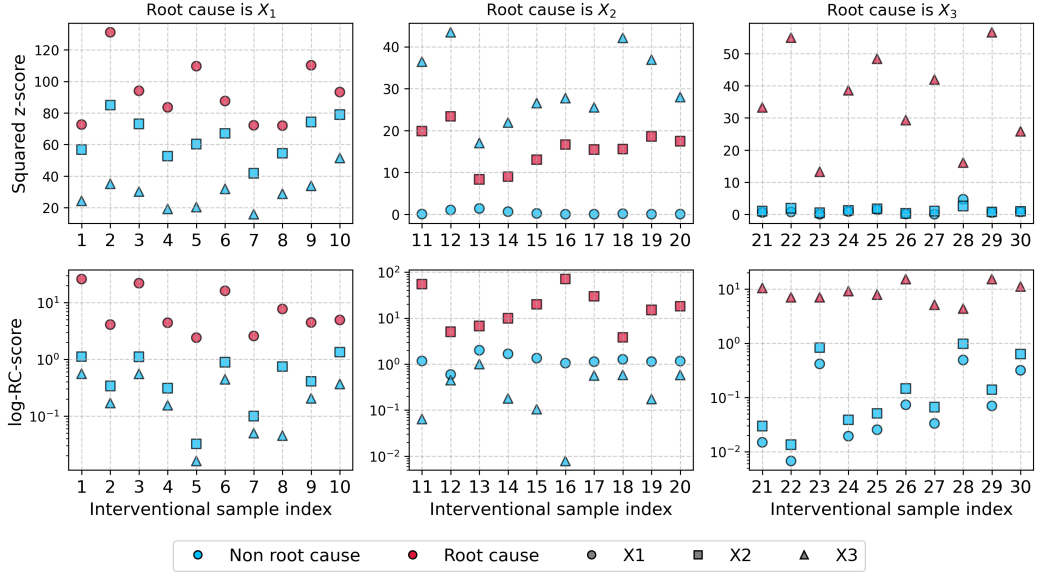 Root cause is X₁
Root cause is X₂
Root cause is X₃
Squared z-score
120
100
80
60
40
20
1 2 3 4 5 6 7 8 9 10
40
30
20
10
0
11 12 13 14 15 16 17 18 19 20
50
40
30
20
10
0
21 22 23 24 25 26 27 28 29 30
log-RC-score
10¹
10⁰
10⁻¹
1 2 3 4 5 6 7 8 9 10
Interventional sample index
10²
10¹
10⁰
10⁻¹
10⁻²
11 12 13 14 15 16 17 18 19 20
Interventional sample index
10¹
10⁰
10⁻¹
10⁻²
21 22 23 24 25 26 27 28 29 30
Interventional sample index
Non root cause Root cause X1 X2 X3